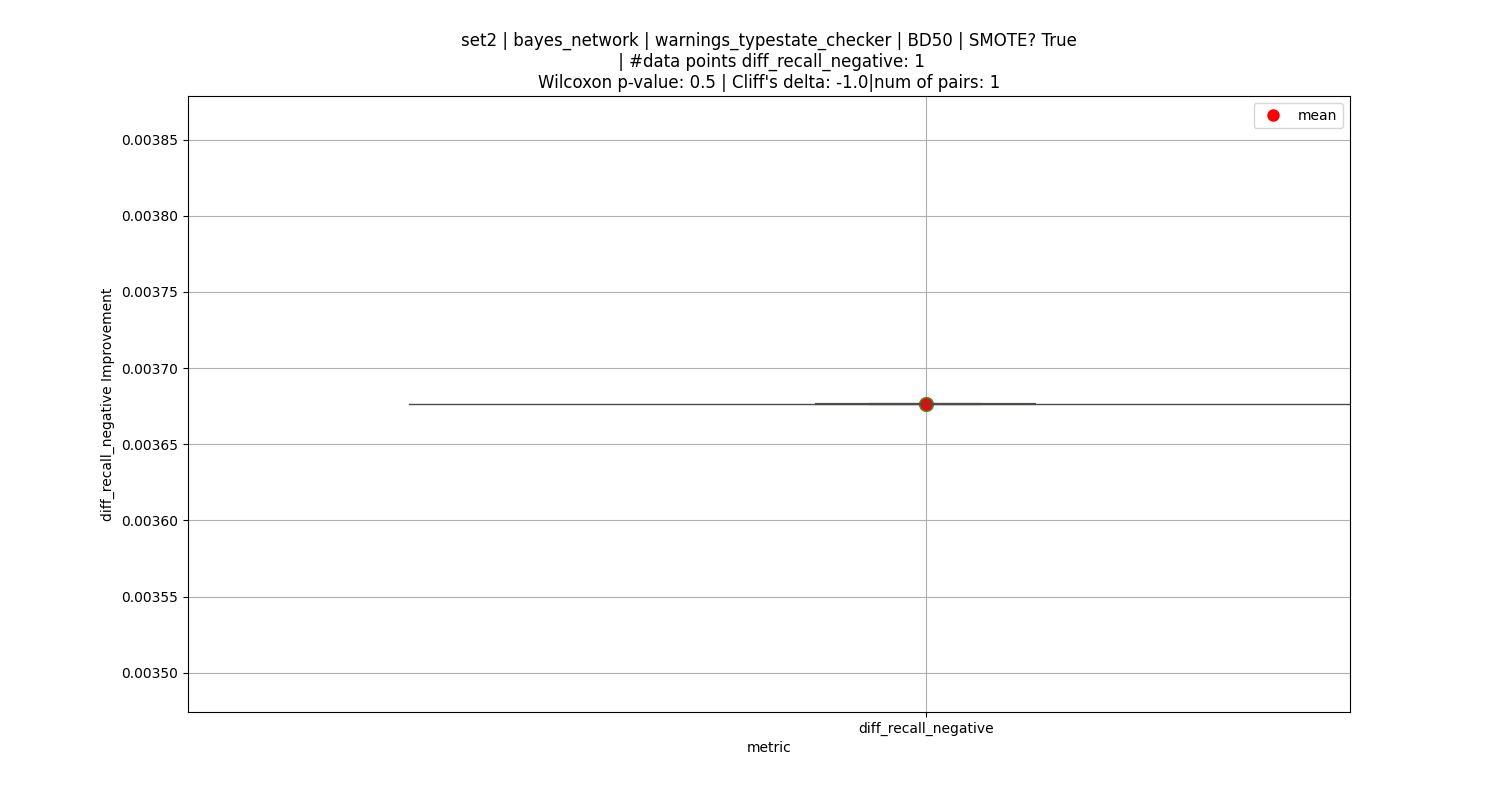 set2 | bayes_network | warnings_typestate_checker | BD50 | SMOTE? True
| #data points diff_recall_negative: 1
Wilcoxon p-value: 0.5 | Cliff's delta: -1.0|num of pairs: 1
mean
0.00385
0.00380
0.00375
0.00370
0.00365
0.00360
0.00355
0.00350
diff_recall_negative Improvement
diff_recall_negative
metric